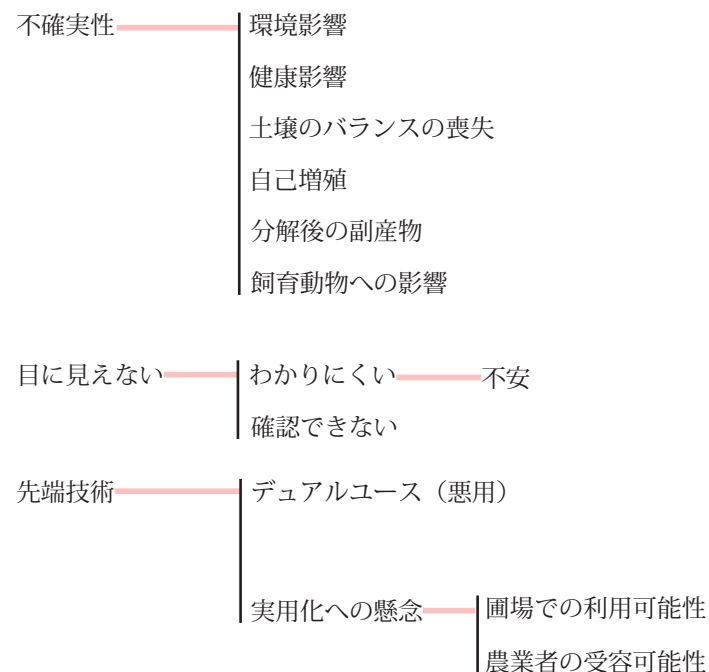 不確実性
環境影響
健康影響
土壌のバランスの喪失
自己増殖
分解後の副産物
飼育動物への影響
目に見えない
わかりにくい
不安
確認できない
先端技術
デュアルユース（悪用）
実用化への懸念
圃場での利用可能性
農業者の受容可能性